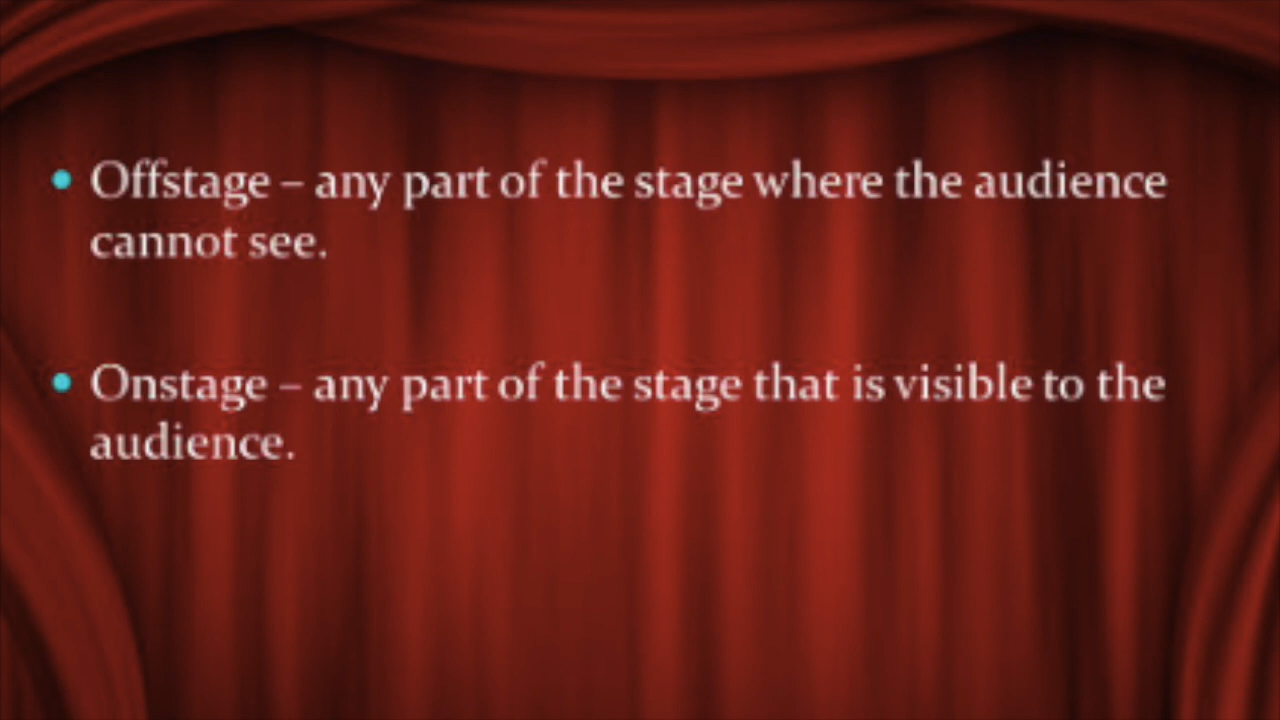 • Offstage – any part of the stage where the audience
cannot see.
• Onstage – any part of the stage that is visible to the
audience.